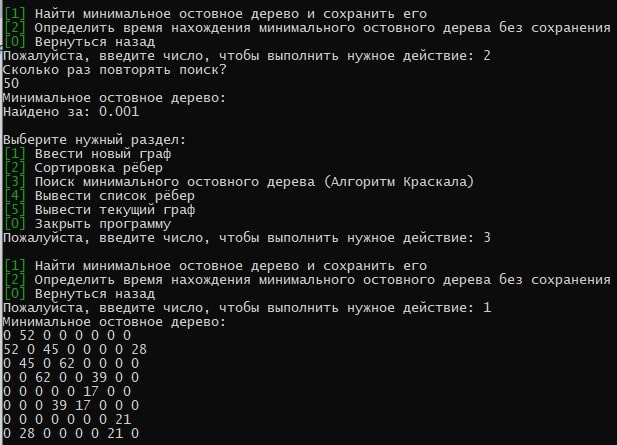 [1] Найти минимальное остовное дерево и сохранить его
[2] Определить время нахождения минимального остовного дерева без сохранения
[0] Вернуться назад
Пожалуйста, введите число, чтобы выполнить нужное действие: 2
Сколько раз повторять поиск?
50
Минимальное остовное дерево:
Найдено за: 0.001
Выберите нужный раздел:
[1] Ввести новый граф
[2] Сортировка рёбер
[3] Поиск минимального остовного дерева (Алгоритм Краскала)
[4] Вывести список рёбер
[5] Вывести текущий граф
[0] Закрыть программу
Пожалуйста, введите число, чтобы выполнить нужное действие: 3
[1] Найти минимальное остовное дерево и сохранить его
[2] Определить время нахождения минимального остовного дерева без сохранения
[0] Вернуться назад
Пожалуйста, введите число, чтобы выполнить нужное действие: 1
Минимальное остовное дерево:
0 52 0 0 0 0 0 0
52 0 45 0 0 0 0 28
0 45 0 62 0 0 0 0
0 0 62 0 0 39 0 0
0 0 0 0 0 17 0 0
0 0 0 39 17 0 0 0
0 0 0 0 0 0 0 21
0 28 0 0 0 0 21 0